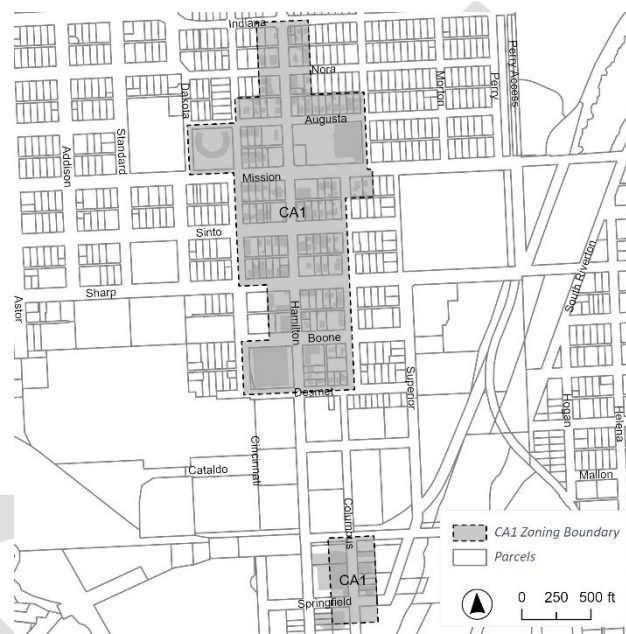 Indiana
Nora
Dakota
Morton
Perry
Perry Access
Augusta
Standard
Addison
Mission
CA1
Sinto
South Riverton
Sharp
Astor
Hamilton
Boone
Superior
Desmet
Hogan
Helena
Cincinnati
Cataldo
Mallon
Columbus
CA1
Springfield
CA1 Zoning Boundary
Parcels
0 250 500 ft